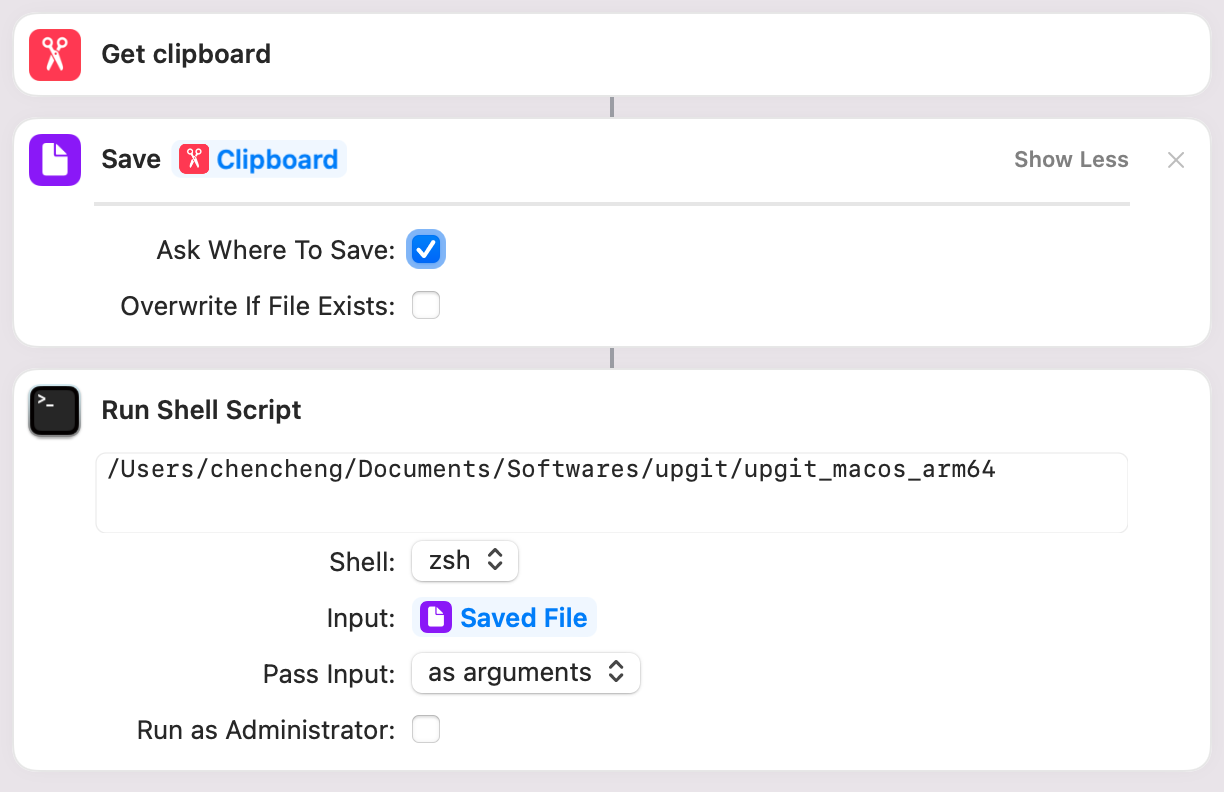 Get clipboard
Save Clipboard Show Less
Ask Where To Save:
Overwrite If File Exists:
>_
Run Shell Script
/Users/chencheng/Documents/Softwares/upgit/upgit_macos_arm64
Shell: zsh
Input: Saved File
Pass Input: as arguments
Run as Administrator: